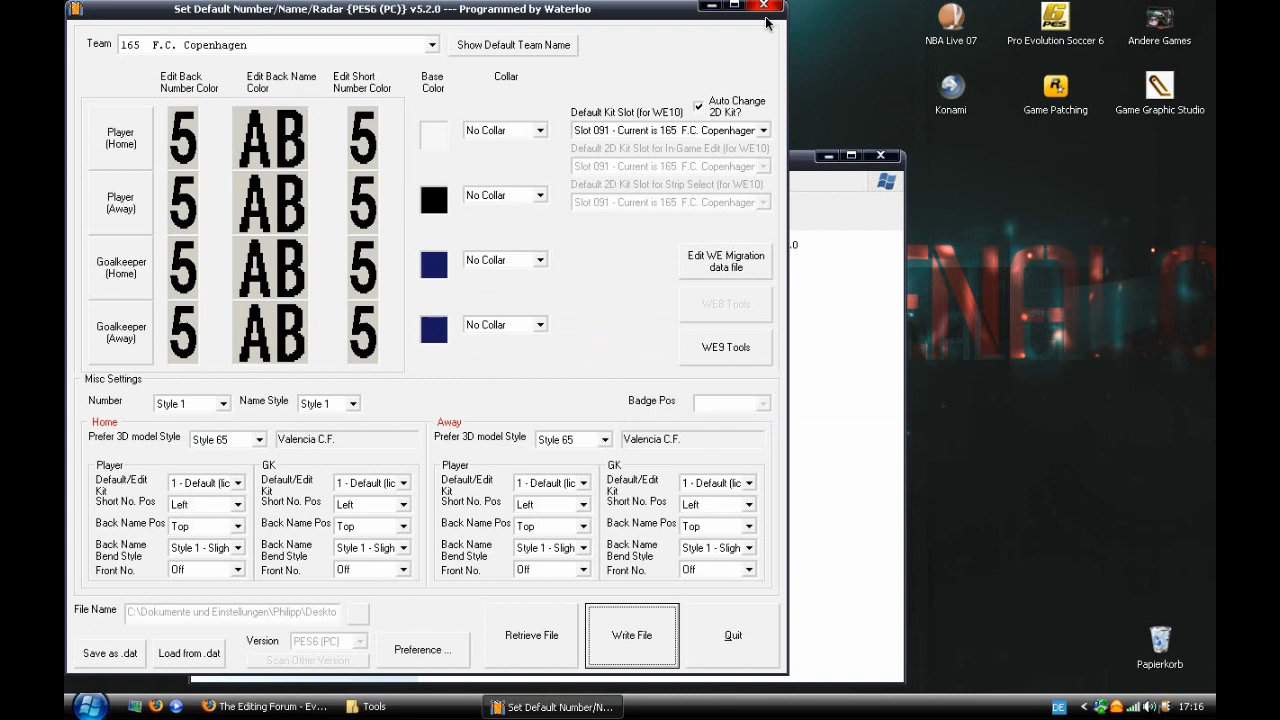 Set Default Number/Name/Radar {PES6 (PC)} v5.2.0 --- Programmed by Waterloo
Team 165 F.C. Copenhagen Show Default Team Name
Edit Back Number Color
Edit Back Name Color
Edit Short Number Color
Base Color
Collar
Player (Home) 5 AB 5 No Collar
Player (Away) 5 AB 5 No Collar
Goalkeeper (Home) 5 AB 5 No Collar
Goalkeeper (Away) 5 AB 5 No Collar
Auto Change 2D Kit?
Default Kit Slot (for WE10)
Slot 091 - Current is 165 F.C. Copenhager
Default 2D Kit Slot for In-Game Edit (for WE10)
Slot 091 - Current is 165 F.C. Copenhager
Default 2D Kit Slot for Strip Select (for WE10)
Slot 091 - Current is 165 F.C. Copenhager
Edit WE Migration data file
WE8 Tools
WE9 Tools
Misc Settings
Number Style 1 Name Style Style 1 Badge Pos
Home
Prefer 3D model Style Style 65 Valencia C.F.
Player
Default/Edit Kit 1 - Default (lic
Short No. Pos Left
Back Name Pos Top
Back Name Bend Style Style 1 - Sligh
Front No. Off
GK
Default/Edit Kit 1 - Default (lic
Short No. Pos Left
Back Name Pos Top
Back Name Bend Style Style 1 - Sligh
Front No. Off
Away
Prefer 3D model Style Style 65 Valencia C.F.
Player
Default/Edit Kit 1 - Default (lic
Short No. Pos Left
Back Name Pos Top
Back Name Bend Style Style 1 - Sligh
Front No. Off
GK
Default/Edit Kit 1 - Default (lic
Short No. Pos Left
Back Name Pos Top
Back Name Bend Style Style 1 - Sligh
Front No. Off
File Name C:\Dokumente und Einstellungen\Philipp\Deskto
Save as .dat Load from .dat
Version PES6 (PC)
Scan Other Version
Preference ...
Retrieve File
Write File
Quit
.0
NBA Live 07
Pro Evolution Soccer 6
Andere Games
Konami
Game Patching
Game Graphic Studio
Papierkorb
The Editing Forum - Ev...
Tools
Set Default Number/N...
DE
17:16